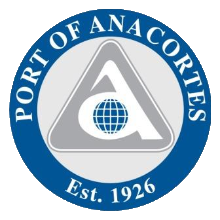 PORT OF ANACORTES
a
Est. 1926